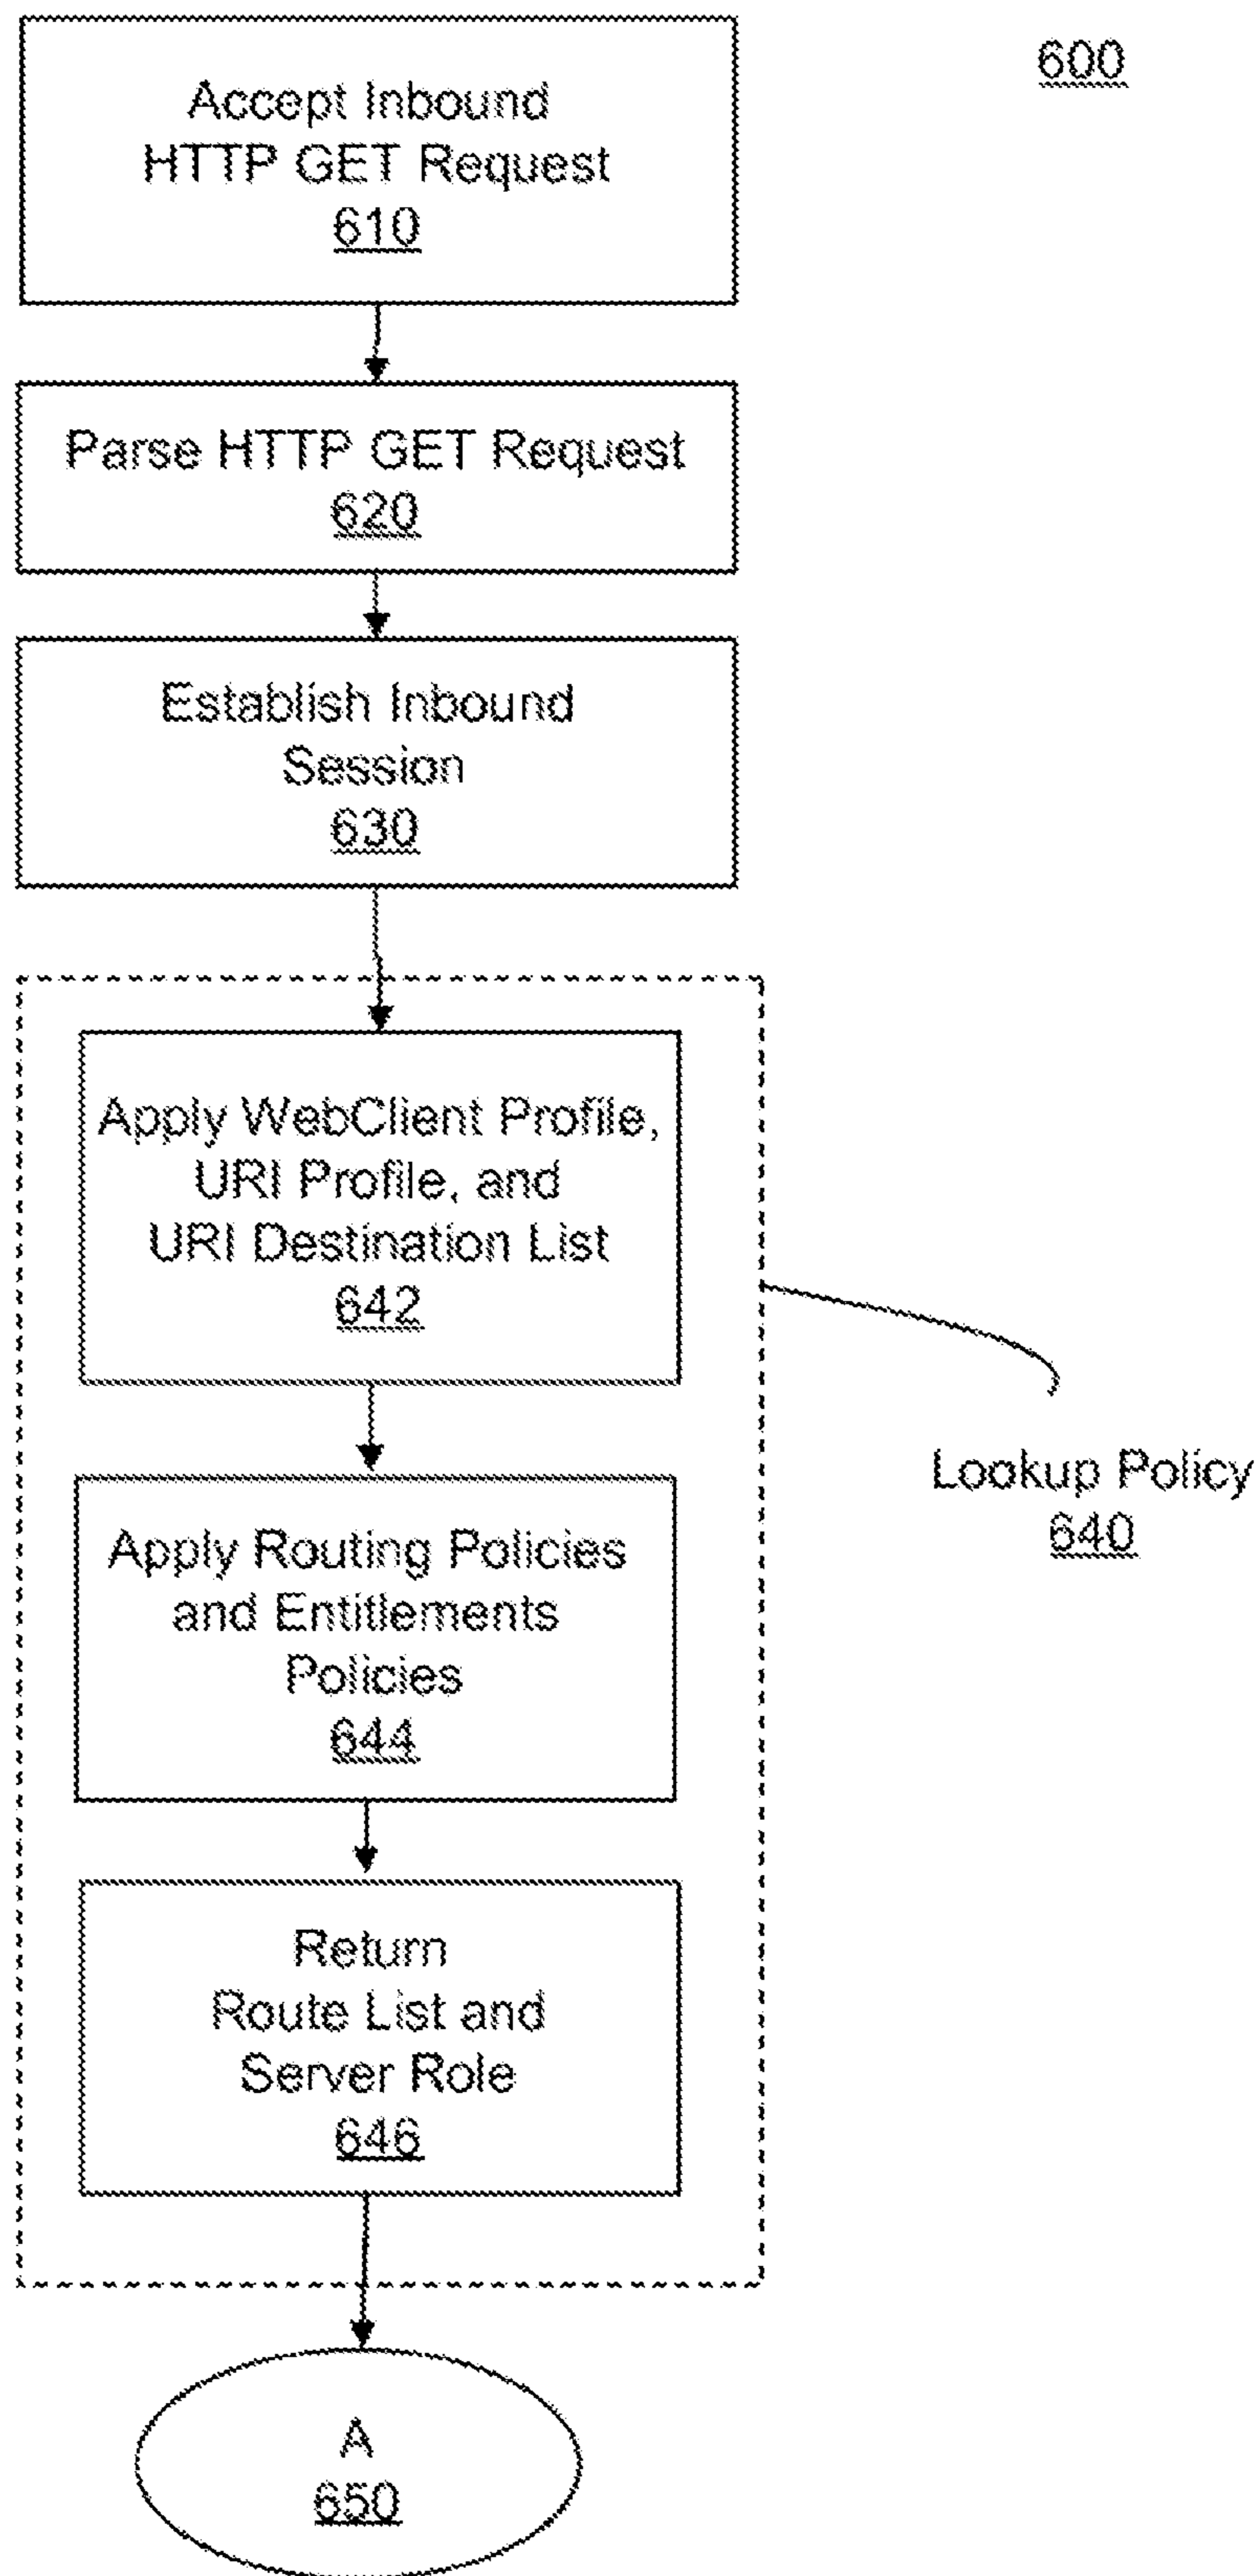 600
Accept Inbound
HTTP GET Request
610
Parse HTTP GET Request
620
Establish Inbound
Session
630
Apply WebClient Profile,
URI Profile, and
URI Destination List
642
Lookup Policy
640
Apply Routing Policies
and Entitlements
Policies
644
Return
Route List and
Server Role
646
A
650